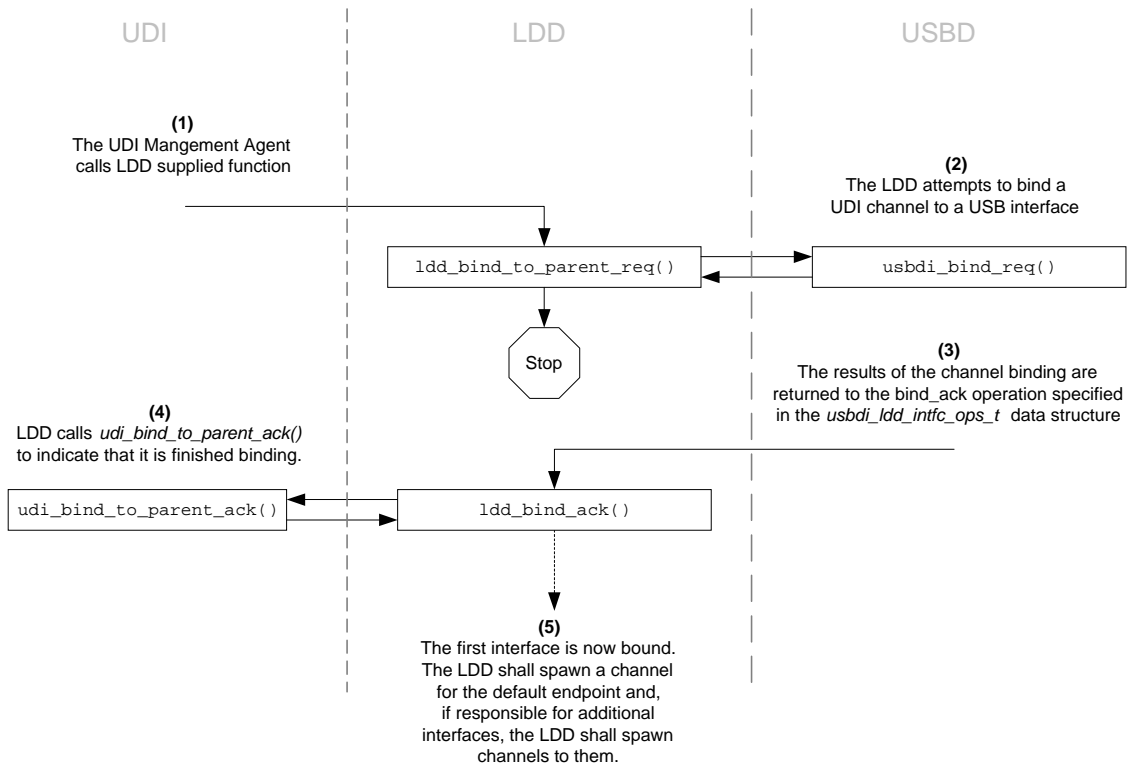 UDI
LDD
USBD
(1)
The UDI Mangement Agent
calls LDD supplied function
(2)
The LDD attempts to bind a
UDI channel to a USB interface
ldd_bind_to_parent_req()
usbdi_bind_req()
Stop
(3)
The results of the channel binding are
returned to the bind_ack operation specified
in the usbdi_ldd_intfc_ops_t data structure
(4)
LDD calls udi_bind_to_parent_ack()
to indicate that it is finished binding.
udi_bind_to_parent_ack()
ldd_bind_ack()
(5)
The first interface is now bound.
The LDD shall spawn a channel
for the default endpoint and,
if responsible for additional
interfaces, the LDD shall spawn
channels to them.